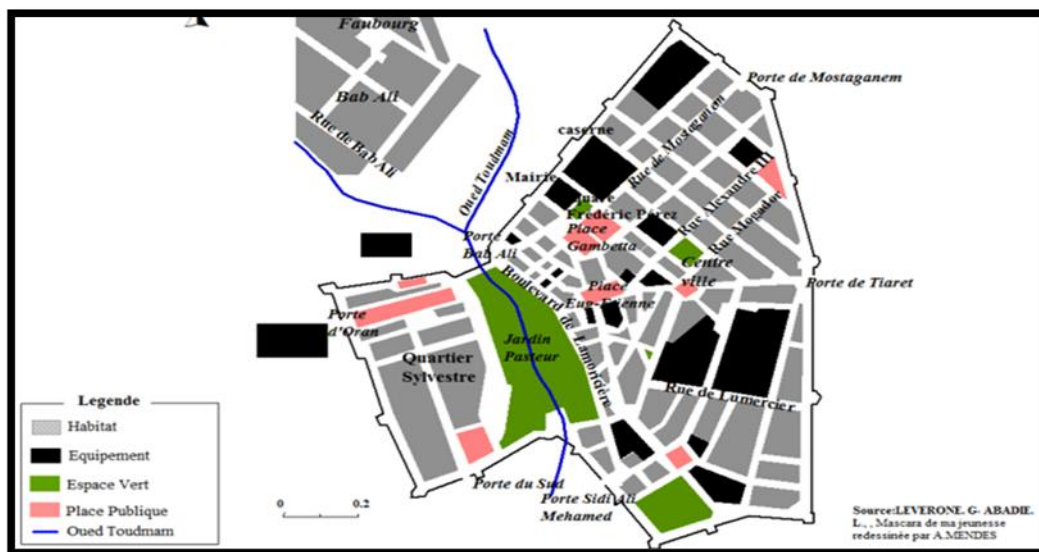 Faubourg
Bab Ali
Rue de Bab Ali
Oued Toudmam
Porte de Mostaganem
caserne
Rue de Mostaganem
Mairie
Square
Frédéric Pérez
Place
Gambetta
Rue Alexandre III
Rue Mogador
Centre
ville
Porte
Bab Ali
Boulevard de Lamoricière
Place
Eug-Etienne
Porte de Tiaret
Porte
d'Oran
Quartier
Sylvestre
Jardin
Pasteur
Rue de Lumercier
Porte du Sud
Porte Sidi Ali
Mehamed
Legende
Habitat
Equipement
Espace Vert
Place Publique
Oued Toudmam
0 0.2
Source:LEVERONE. G- ABADIE.
L., , Mascara de ma jeunesse
redessinée par A.MENDES